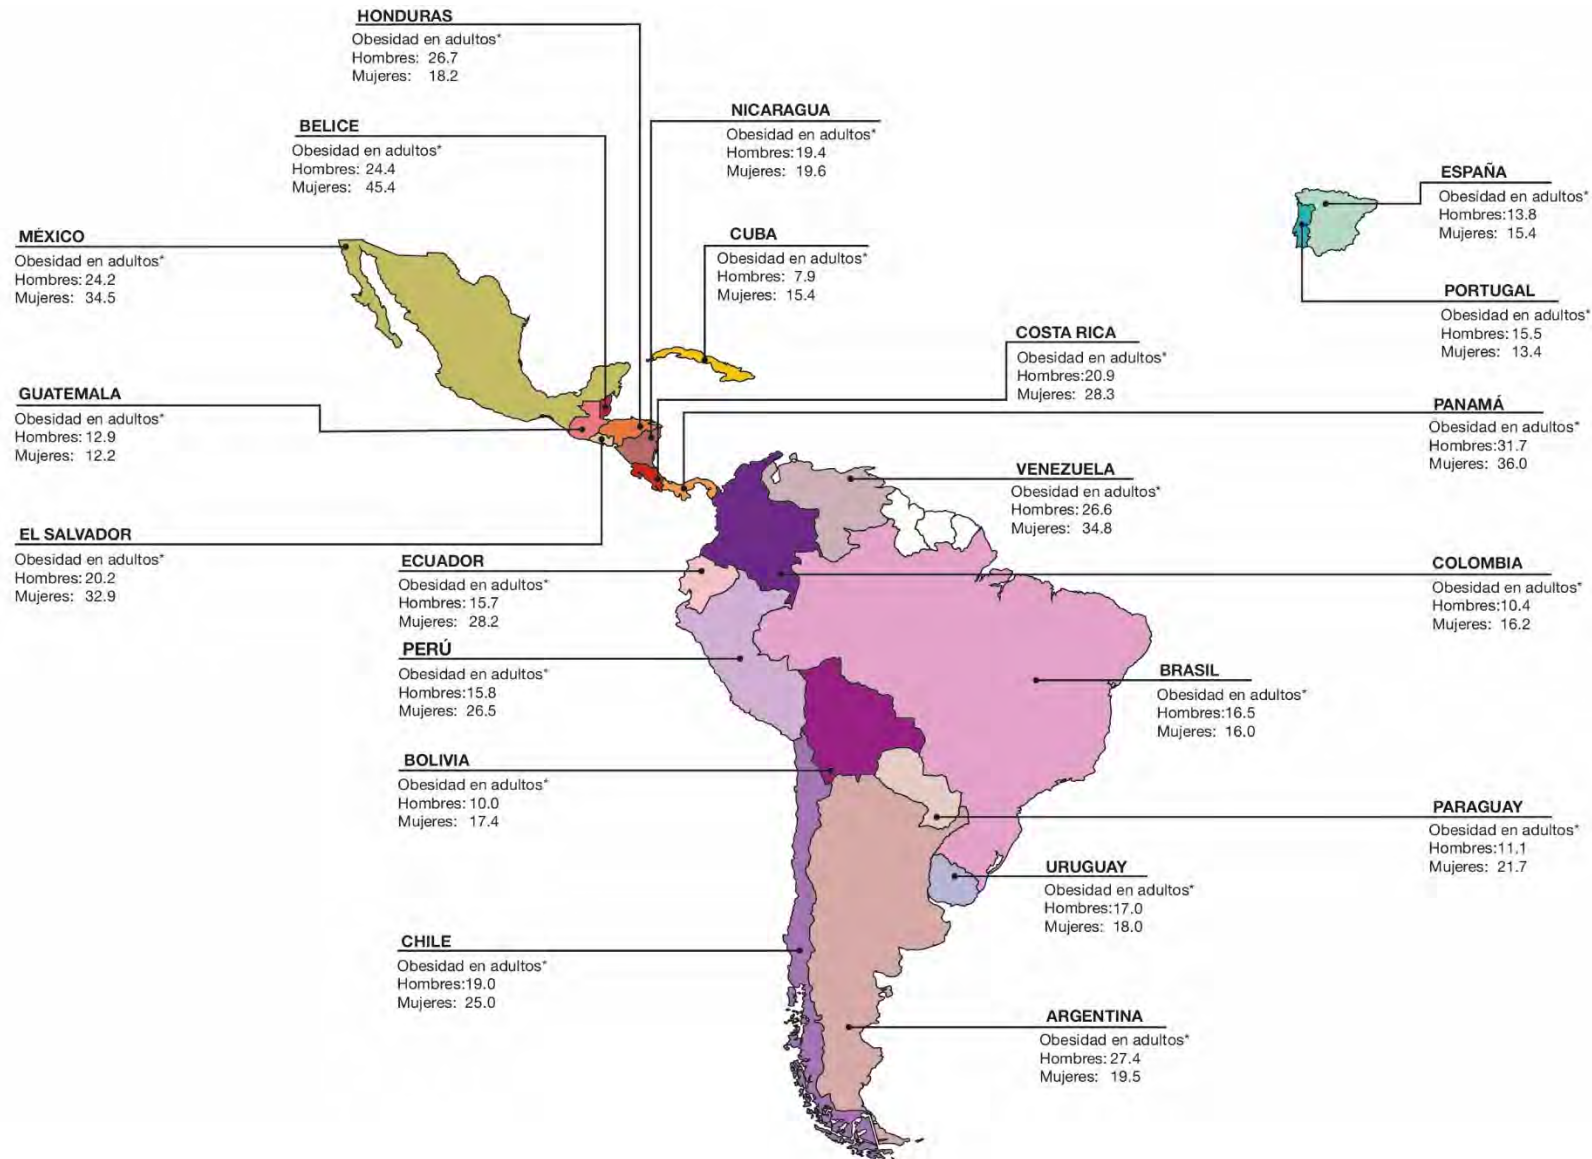 HONDURAS
Obesidad en adultos*
Hombres: 26.7
Mujeres: 18.2
NICARAGUA
Obesidad en adultos*
Hombres:19.4
Mujeres: 19.6
BELICE
Obesidad en adultos*
Hombres: 24.4
Mujeres: 45.4
ESPAÑA
Obesidad en adultos*
Hombres:13.8
Mujeres: 15.4
MÉXICO
Obesidad en adultos*
Hombres:24.2
Mujeres: 34.5
CUBA
Obesidad en adultos*
Hombres: 7.9
Mujeres: 15.4
PORTUGAL
Obesidad en adultos*
Hombres:15.5
Mujeres: 13.4
COSTA RICA
Obesidad en adultos*
Hombres:20.9
Mujeres: 28.3
GUATEMALA
Obesidad en adultos*
Hombres:12.9
Mujeres: 12.2
PANAMÁ
Obesidad en adultos*
Hombres:31.7
Mujeres: 36.0
VENEZUELA
Obesidad en adultos*
Hombres:26.6
Mujeres: 34.8
EL SALVADOR
Obesidad en adultos*
Hombres:20.2
Mujeres: 32.9
ECUADOR
Obesidad en adultos*
Hombres:15.7
Mujeres: 28.2
COLOMBIA
Obesidad en adultos*
Hombres:10.4
Mujeres: 16.2
PERÚ
Obesidad en adultos*
Hombres:15.8
Mujeres: 26.5
BRASIL
Obesidad en adultos*
Hombres:16.5
Mujeres: 16.0
BOLIVIA
Obesidad en adultos*
Hombres:10.0
Mujeres: 17.4
PARAGUAY
Obesidad en adultos*
Hombres:11.1
Mujeres: 21.7
URUGUAY
Obesidad en adultos*
Hombres:17.0
Mujeres: 18.0
CHILE
Obesidad en adultos*
Hombres:19.0
Mujeres: 25.0
ARGENTINA
Obesidad en adultos*
Hombres:27.4
Mujeres: 19.5